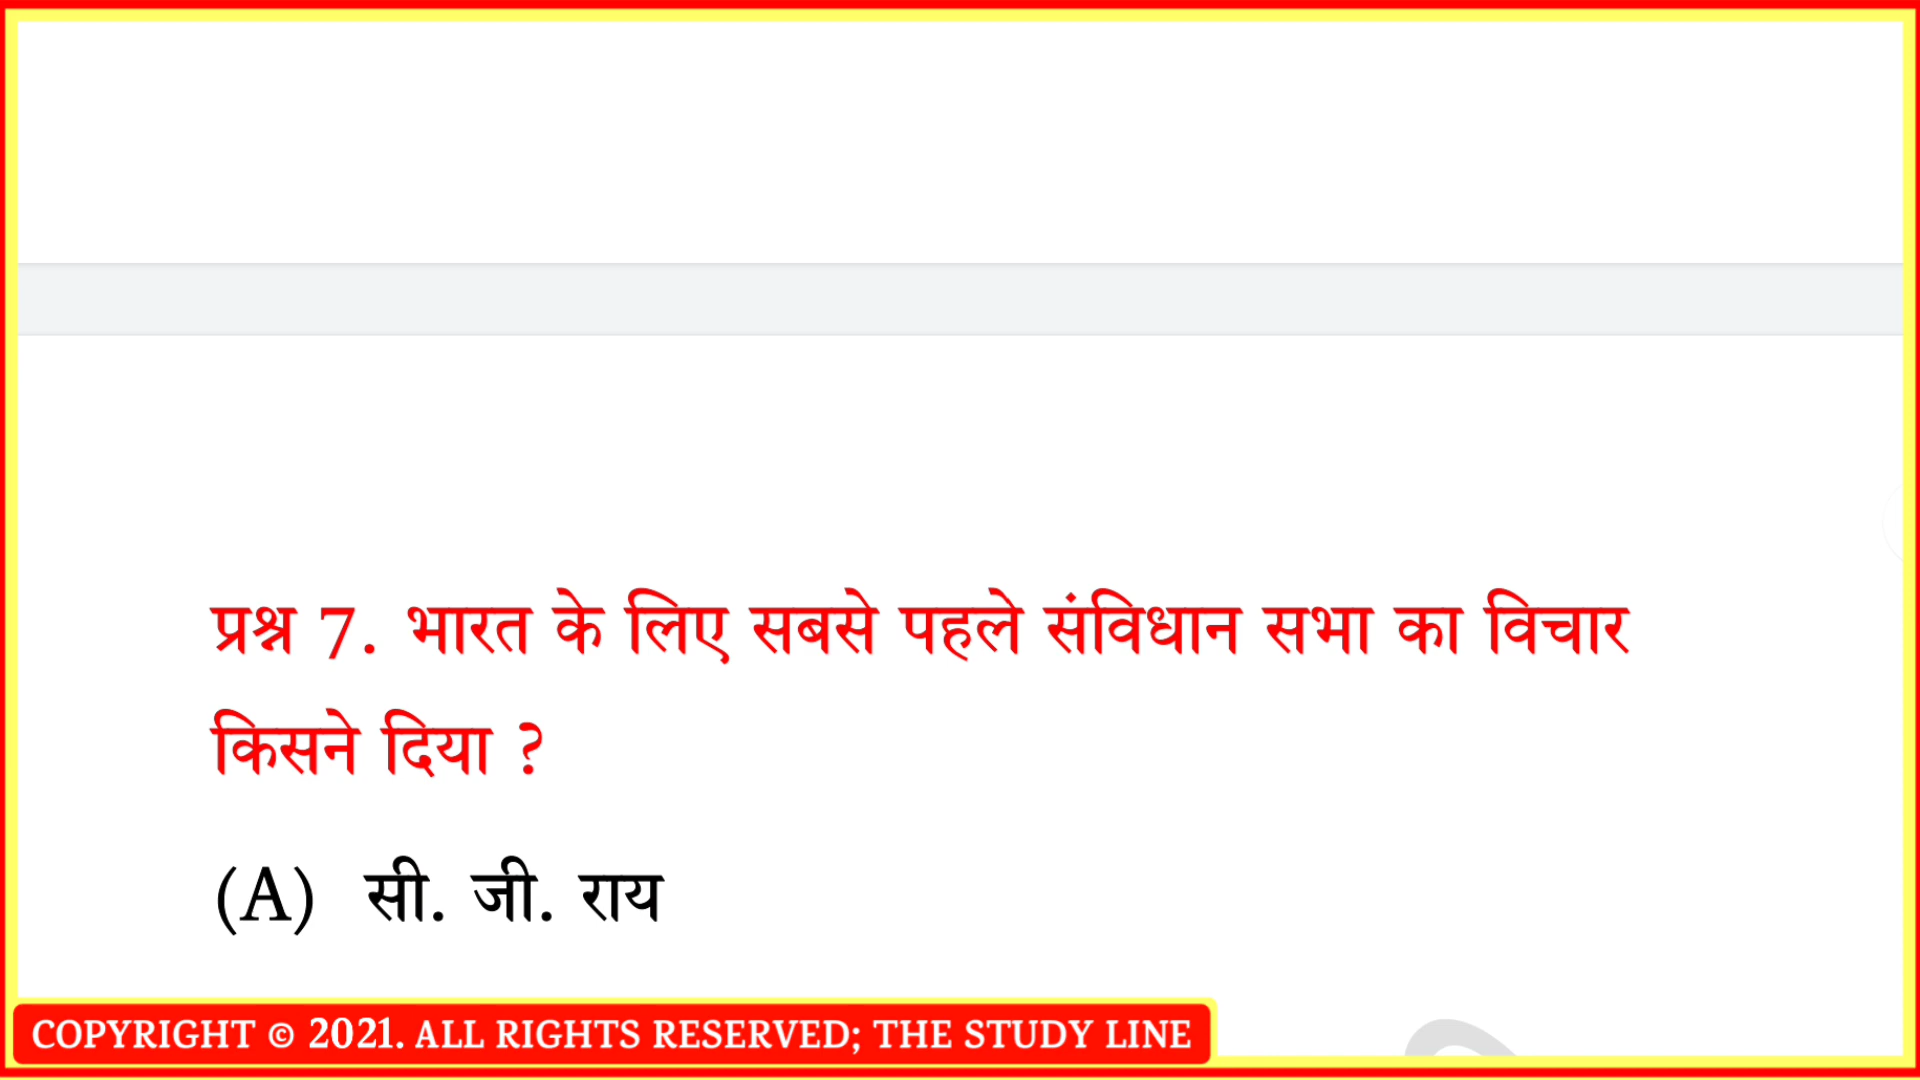 प्रश्न 7. भारत के लिए सबसे पहले संविधान सभा का विचार
किसने दिया ?
(A) सी. जी. राय
COPYRIGHT © 2021. ALL RIGHTS RESERVED; THE STUDY LINE